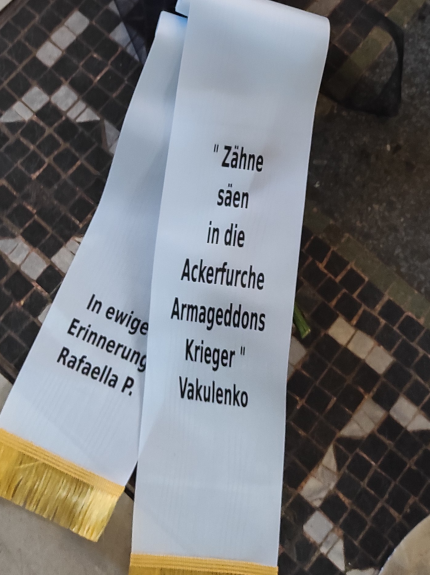 In ewige
Erinnerung
Rafaella P.
" Zähne
säen
in die
Ackerfurche
Armageddons
Krieger "
Vakulenko